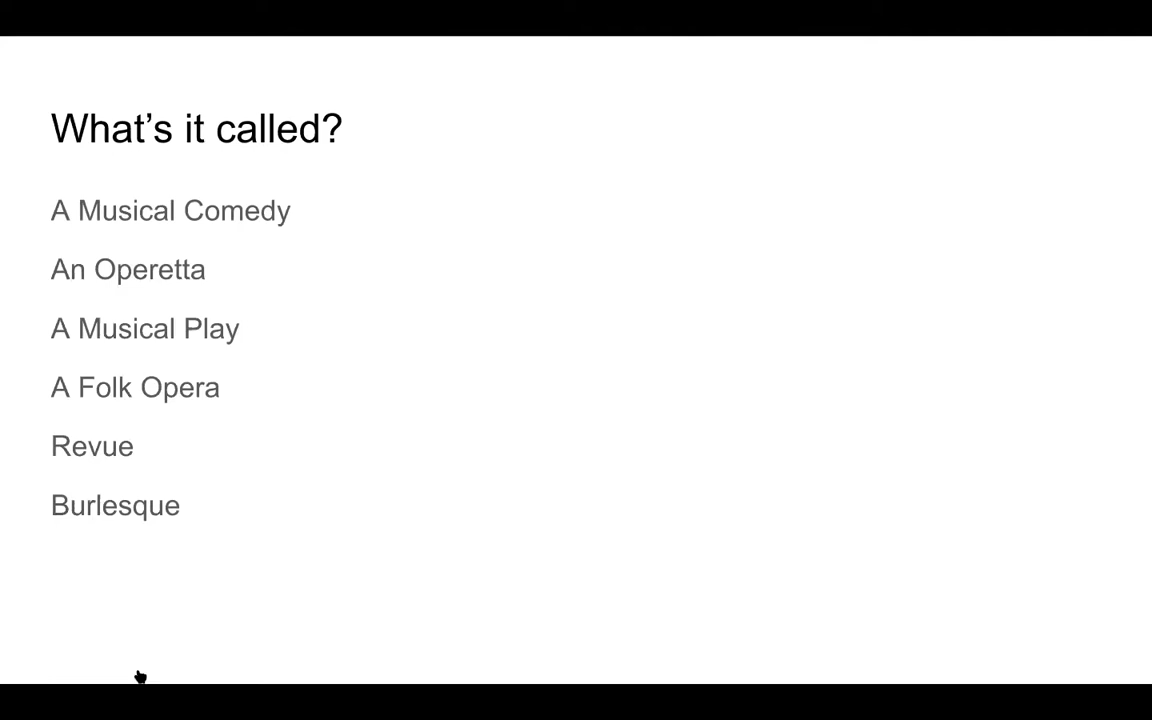 What’s it called?
A Musical Comedy
An Operetta
A Musical Play
A Folk Opera
Revue
Burlesque